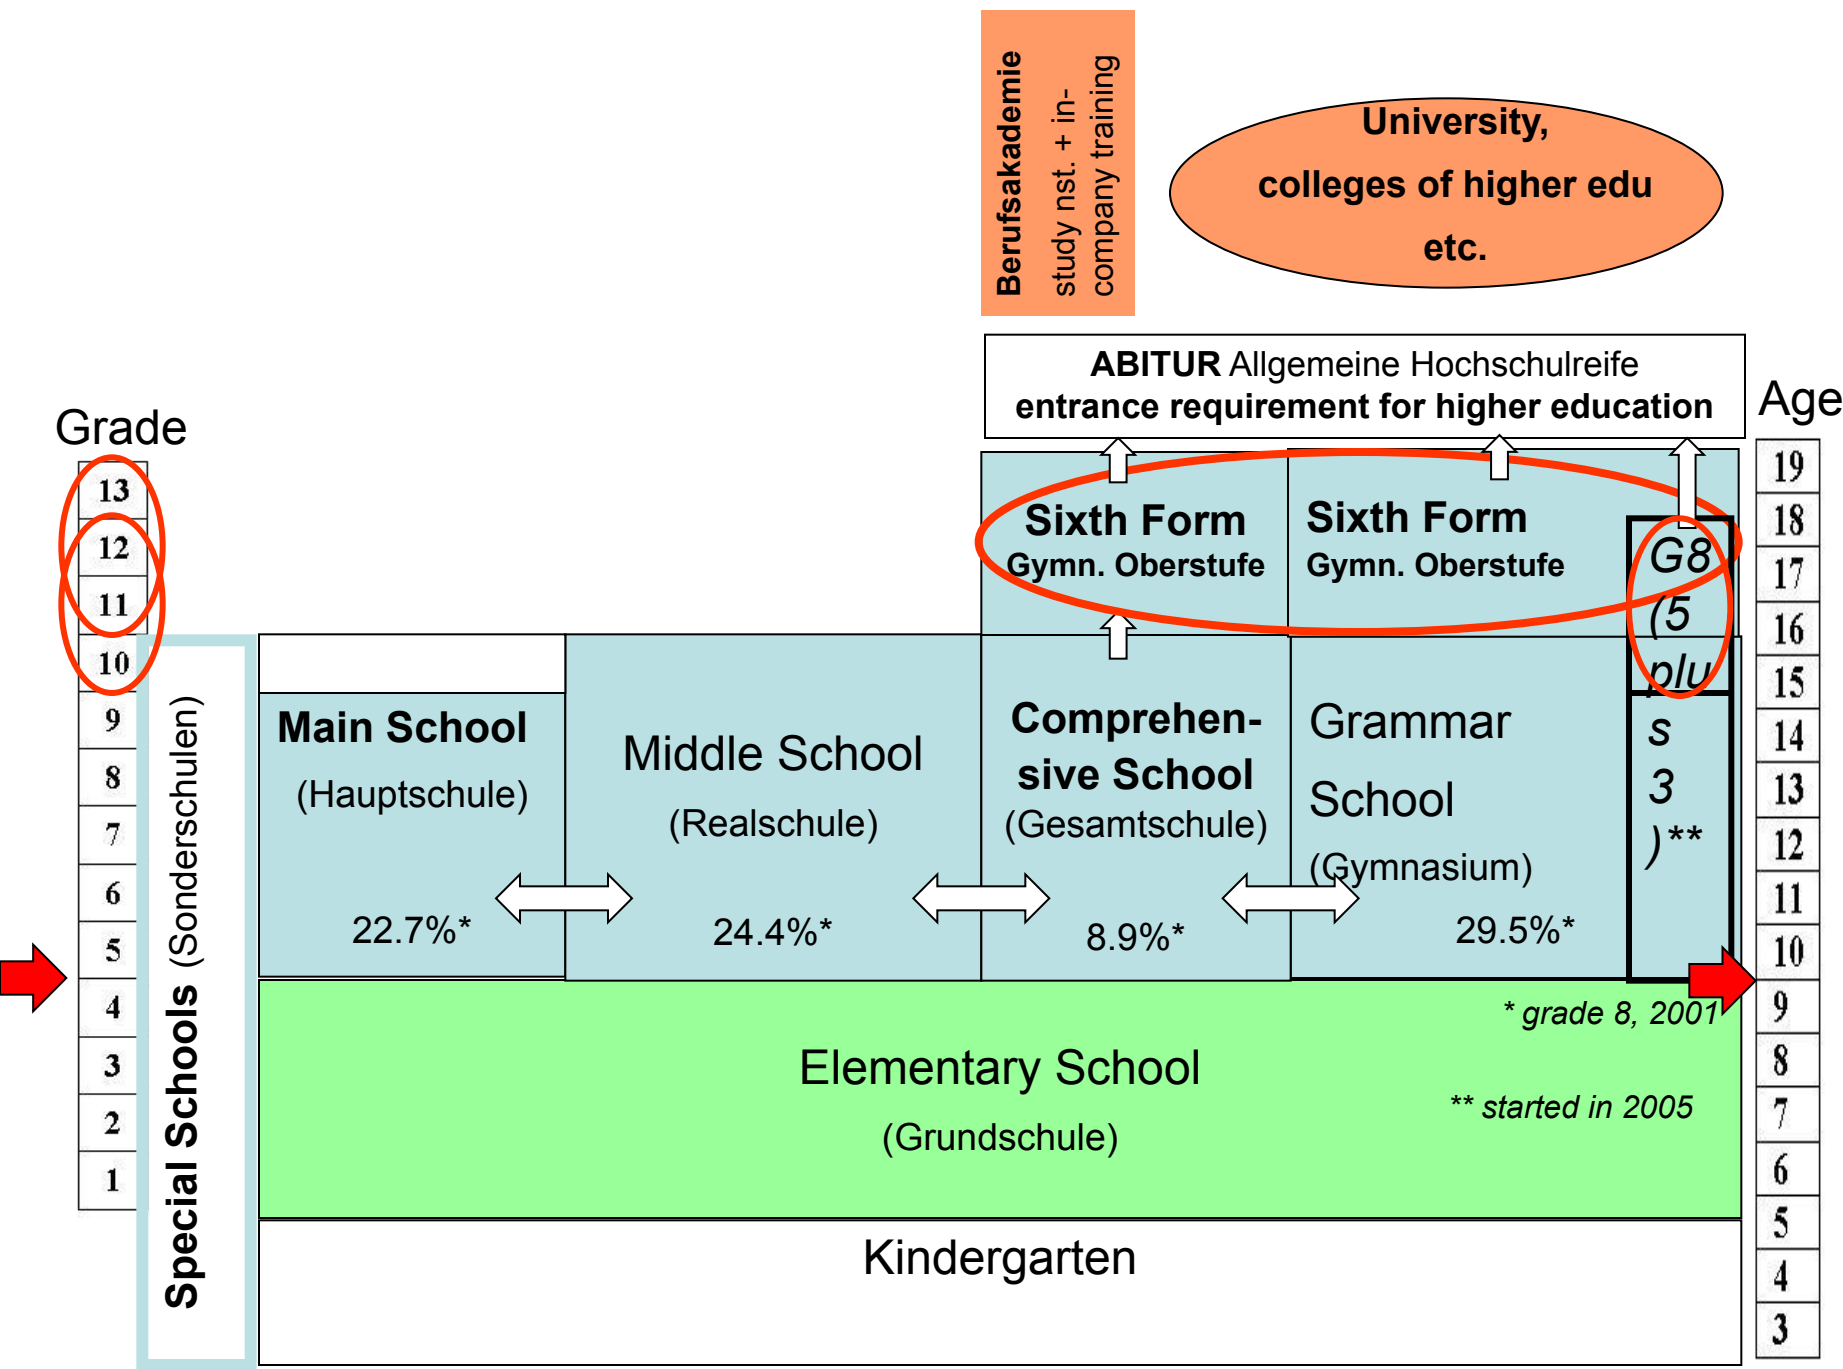 Berufsakademie
study nst. + in-
company training
University,
colleges of higher edu
etc.
ABITUR Allgemeine Hochschulreife
entrance requirement for higher education
Grade
Age
13
12
11
10
9
8
7
6
5
4
3
2
1
Special Schools (Sonderschulen)
Main School
(Hauptschule)
22.7%*
Middle School
(Realschule)
24.4%*
Sixth Form
Gymn. Oberstufe
Comprehen-
sive School
(Gesamtschule)
8.9%*
Sixth Form
Gymn. Oberstufe
Grammar
School
(Gymnasium)
29.5%*
G8
(5
plu
s
3
)**
* grade 8, 2001
Elementary School
(Grundschule)
** started in 2005
Kindergarten
19
18
17
16
15
14
13
12
11
10
9
8
7
6
5
4
3